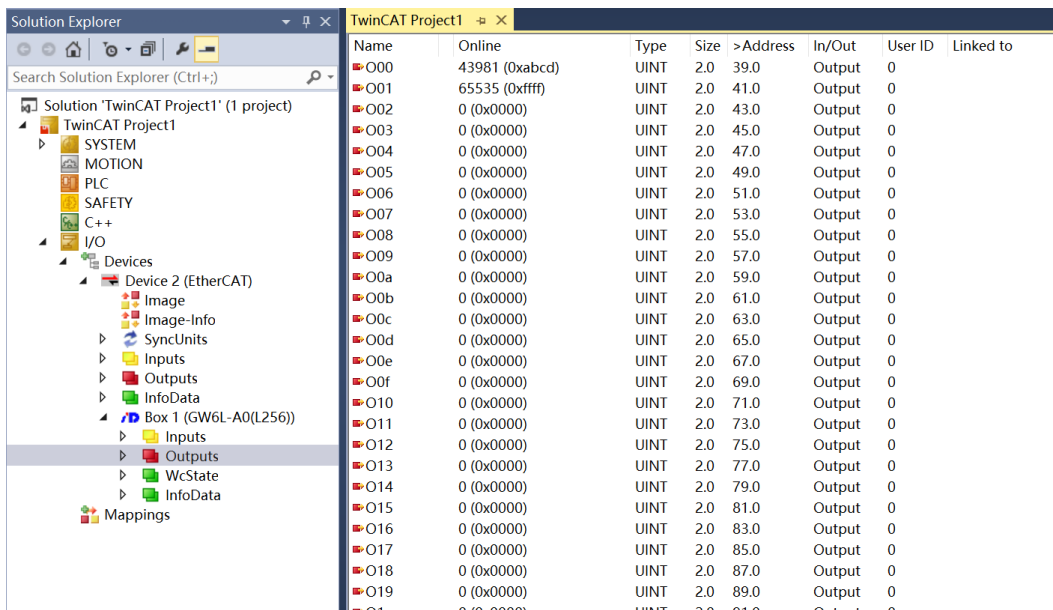 Solution Explorer
Search Solution Explorer (Ctrl+;)
Solution 'TwinCAT Project1' (1 project)
TwinCAT Project1
SYSTEM
MOTION
PLC
SAFETY
C++
I/O
Devices
Device 2 (EtherCAT)
Image
Image-Info
SyncUnits
Inputs
Outputs
InfoData
Box 1 (GW6L-A0(L256))
Inputs
Outputs
WcState
InfoData
Mappings
TwinCAT Project1
Name Online Type Size >Address In/Out User ID Linked to
O00 43981 (0xabcd) UINT 2.0 39.0 Output 0
O01 65535 (0xffff) UINT 2.0 41.0 Output 0
O02 0 (0x0000) UINT 2.0 43.0 Output 0
O03 0 (0x0000) UINT 2.0 45.0 Output 0
O04 0 (0x0000) UINT 2.0 47.0 Output 0
O05 0 (0x0000) UINT 2.0 49.0 Output 0
O06 0 (0x0000) UINT 2.0 51.0 Output 0
O07 0 (0x0000) UINT 2.0 53.0 Output 0
O08 0 (0x0000) UINT 2.0 55.0 Output 0
O09 0 (0x0000) UINT 2.0 57.0 Output 0
O0a 0 (0x0000) UINT 2.0 59.0 Output 0
O0b 0 (0x0000) UINT 2.0 61.0 Output 0
O0c 0 (0x0000) UINT 2.0 63.0 Output 0
O0d 0 (0x0000) UINT 2.0 65.0 Output 0
O0e 0 (0x0000) UINT 2.0 67.0 Output 0
O0f 0 (0x0000) UINT 2.0 69.0 Output 0
O10 0 (0x0000) UINT 2.0 71.0 Output 0
O11 0 (0x0000) UINT 2.0 73.0 Output 0
O12 0 (0x0000) UINT 2.0 75.0 Output 0
O13 0 (0x0000) UINT 2.0 77.0 Output 0
O14 0 (0x0000) UINT 2.0 79.0 Output 0
O15 0 (0x0000) UINT 2.0 81.0 Output 0
O16 0 (0x0000) UINT 2.0 83.0 Output 0
O17 0 (0x0000) UINT 2.0 85.0 Output 0
O18 0 (0x0000) UINT 2.0 87.0 Output 0
O19 0 (0x0000) UINT 2.0 89.0 Output 0